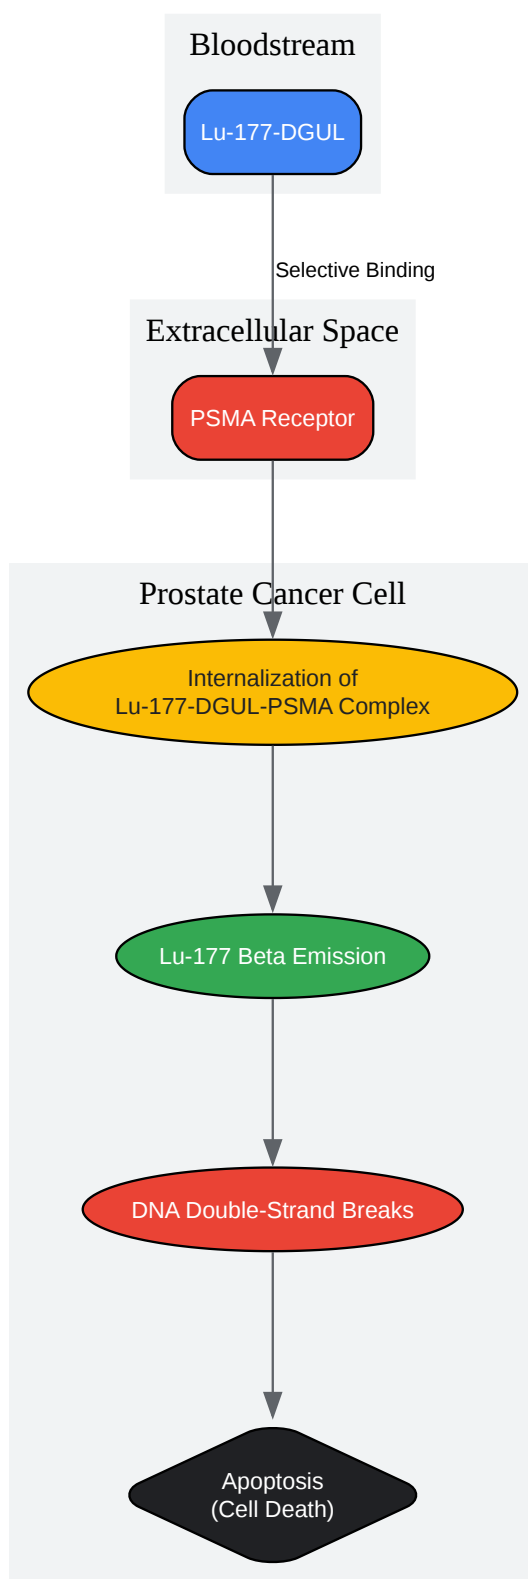 Bloodstream
Lu-177-DGUL
Selective Binding
Extracellular Space
PSMA Receptor
Prostate Cancer Cell
Internalization of
Lu-177-DGUL-PSMA Complex
Lu-177 Beta Emission
DNA Double-Strand Breaks
Apoptosis
(Cell Death)